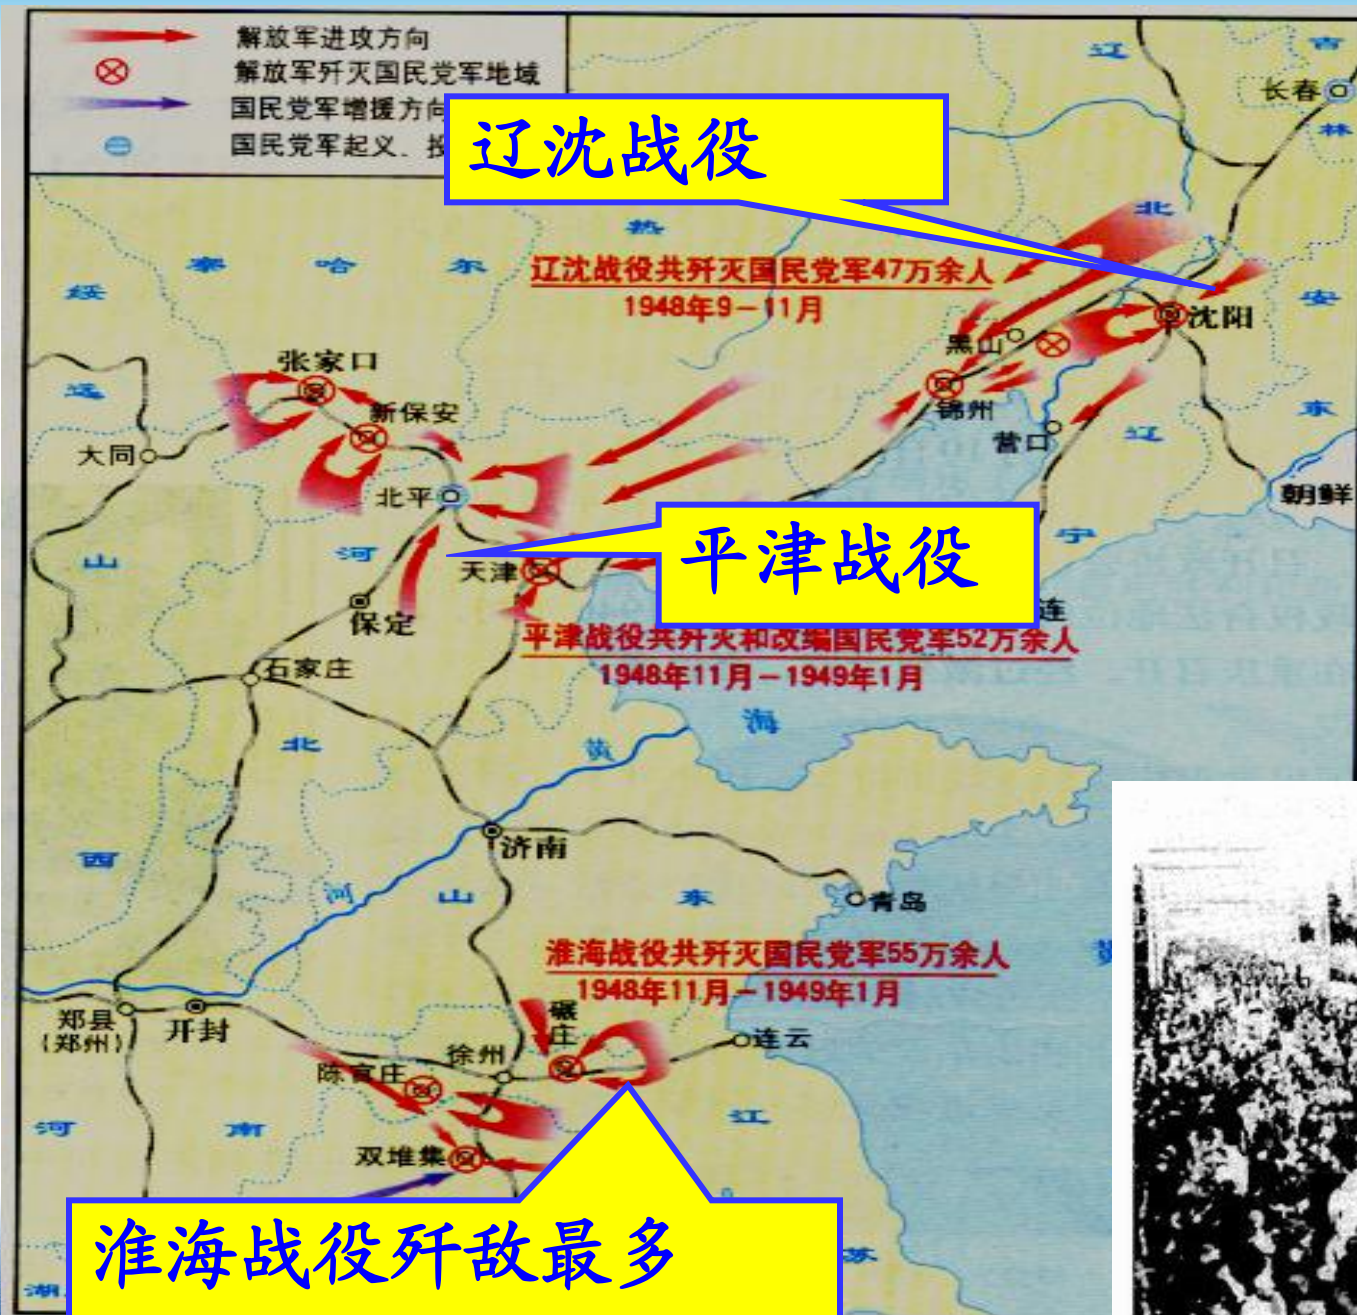 解放军进攻方向
解放军歼灭国民党军地域
国民党军增援方向
国民党军起义、投
辽沈战役
辽
吉
长春
林
北
热
察 哈 尔
绥
辽沈战役共歼灭国民党军47万余人
1948年9－11月
安
沈阳
黑山
张家口
远
新保安
锦州
东
营口
辽
大同
北平
朝鲜
山
河
天津
平津战役
宁
保定
连
平津战役共歼灭和改编国民党军52万余人
石家庄
1948年11月－1949年1月
海
北
黄
济南
西
河
山
东
青岛
淮海战役共歼灭国民党军55万余人
黄
1948年11月－1949年1月
郑县
(郑州)
开封
碾
庄
连云
徐州
陈官庄
河
南
江
双堆集
淮海战役歼敌最多
苏
湖